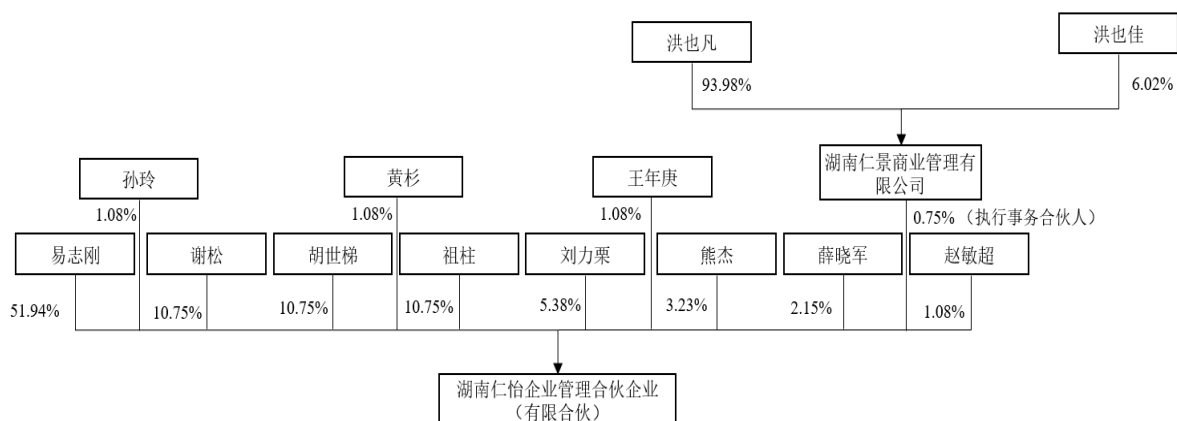 洪也凡
洪也佳
93.98%
6.02%
孙玲
黄杉
王年庚
湖南仁景商业管理有
限公司
1.08%
1.08%
1.08%
0.75%（执行事务合伙人）
易志刚
谢松
胡世梯
祖柱
刘力栗
熊杰
薛晓军
赵敏超
51.94%
10.75%
10.75%
10.75%
5.38%
3.23%
2.15%
1.08%
湖南仁怡企业管理合伙企业
（有限合伙）